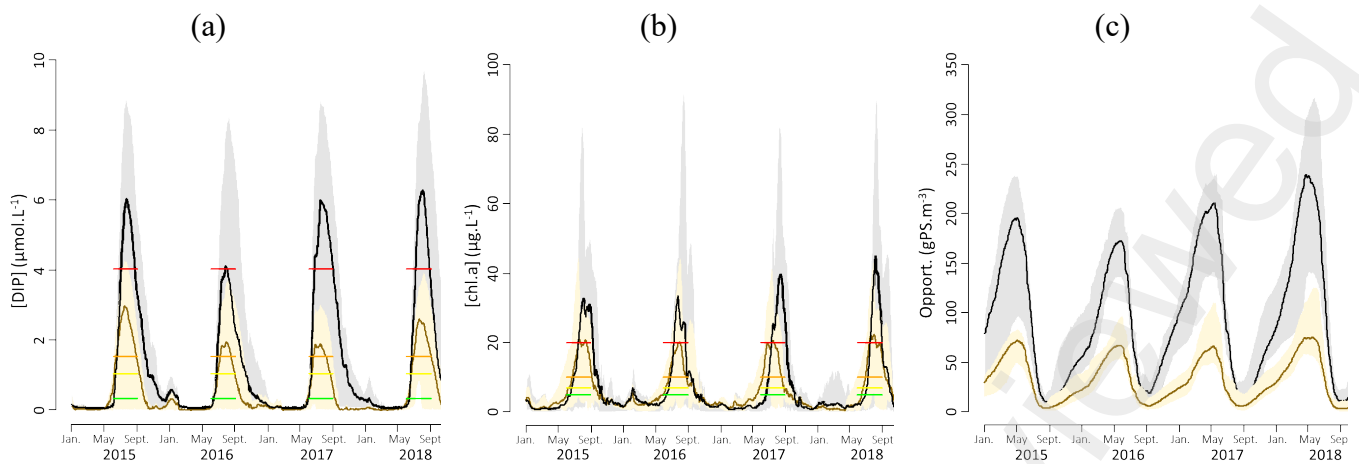 (a)
(b)
(c)
[DIP] (μmol.L-1)
10
8
6
4
2
0
Jan. May Sept. Jan. May Sept. Jan. May Sept. Jan. May Sept.
2015 2016 2017 2018
[chl.a] (μg.L-1)
100
80
60
40
20
0
Jan. May Sept. Jan. May Sept. Jan. May Sept. Jan. May Sept.
2015 2016 2017 2018
Opport. (gPS.m-3)
350
300
250
200
150
100
50
0
Jan. May Sept. Jan. May Sept. Jan. May Sept. Jan. May Sept.
2015 2016 2017 2018
iewed